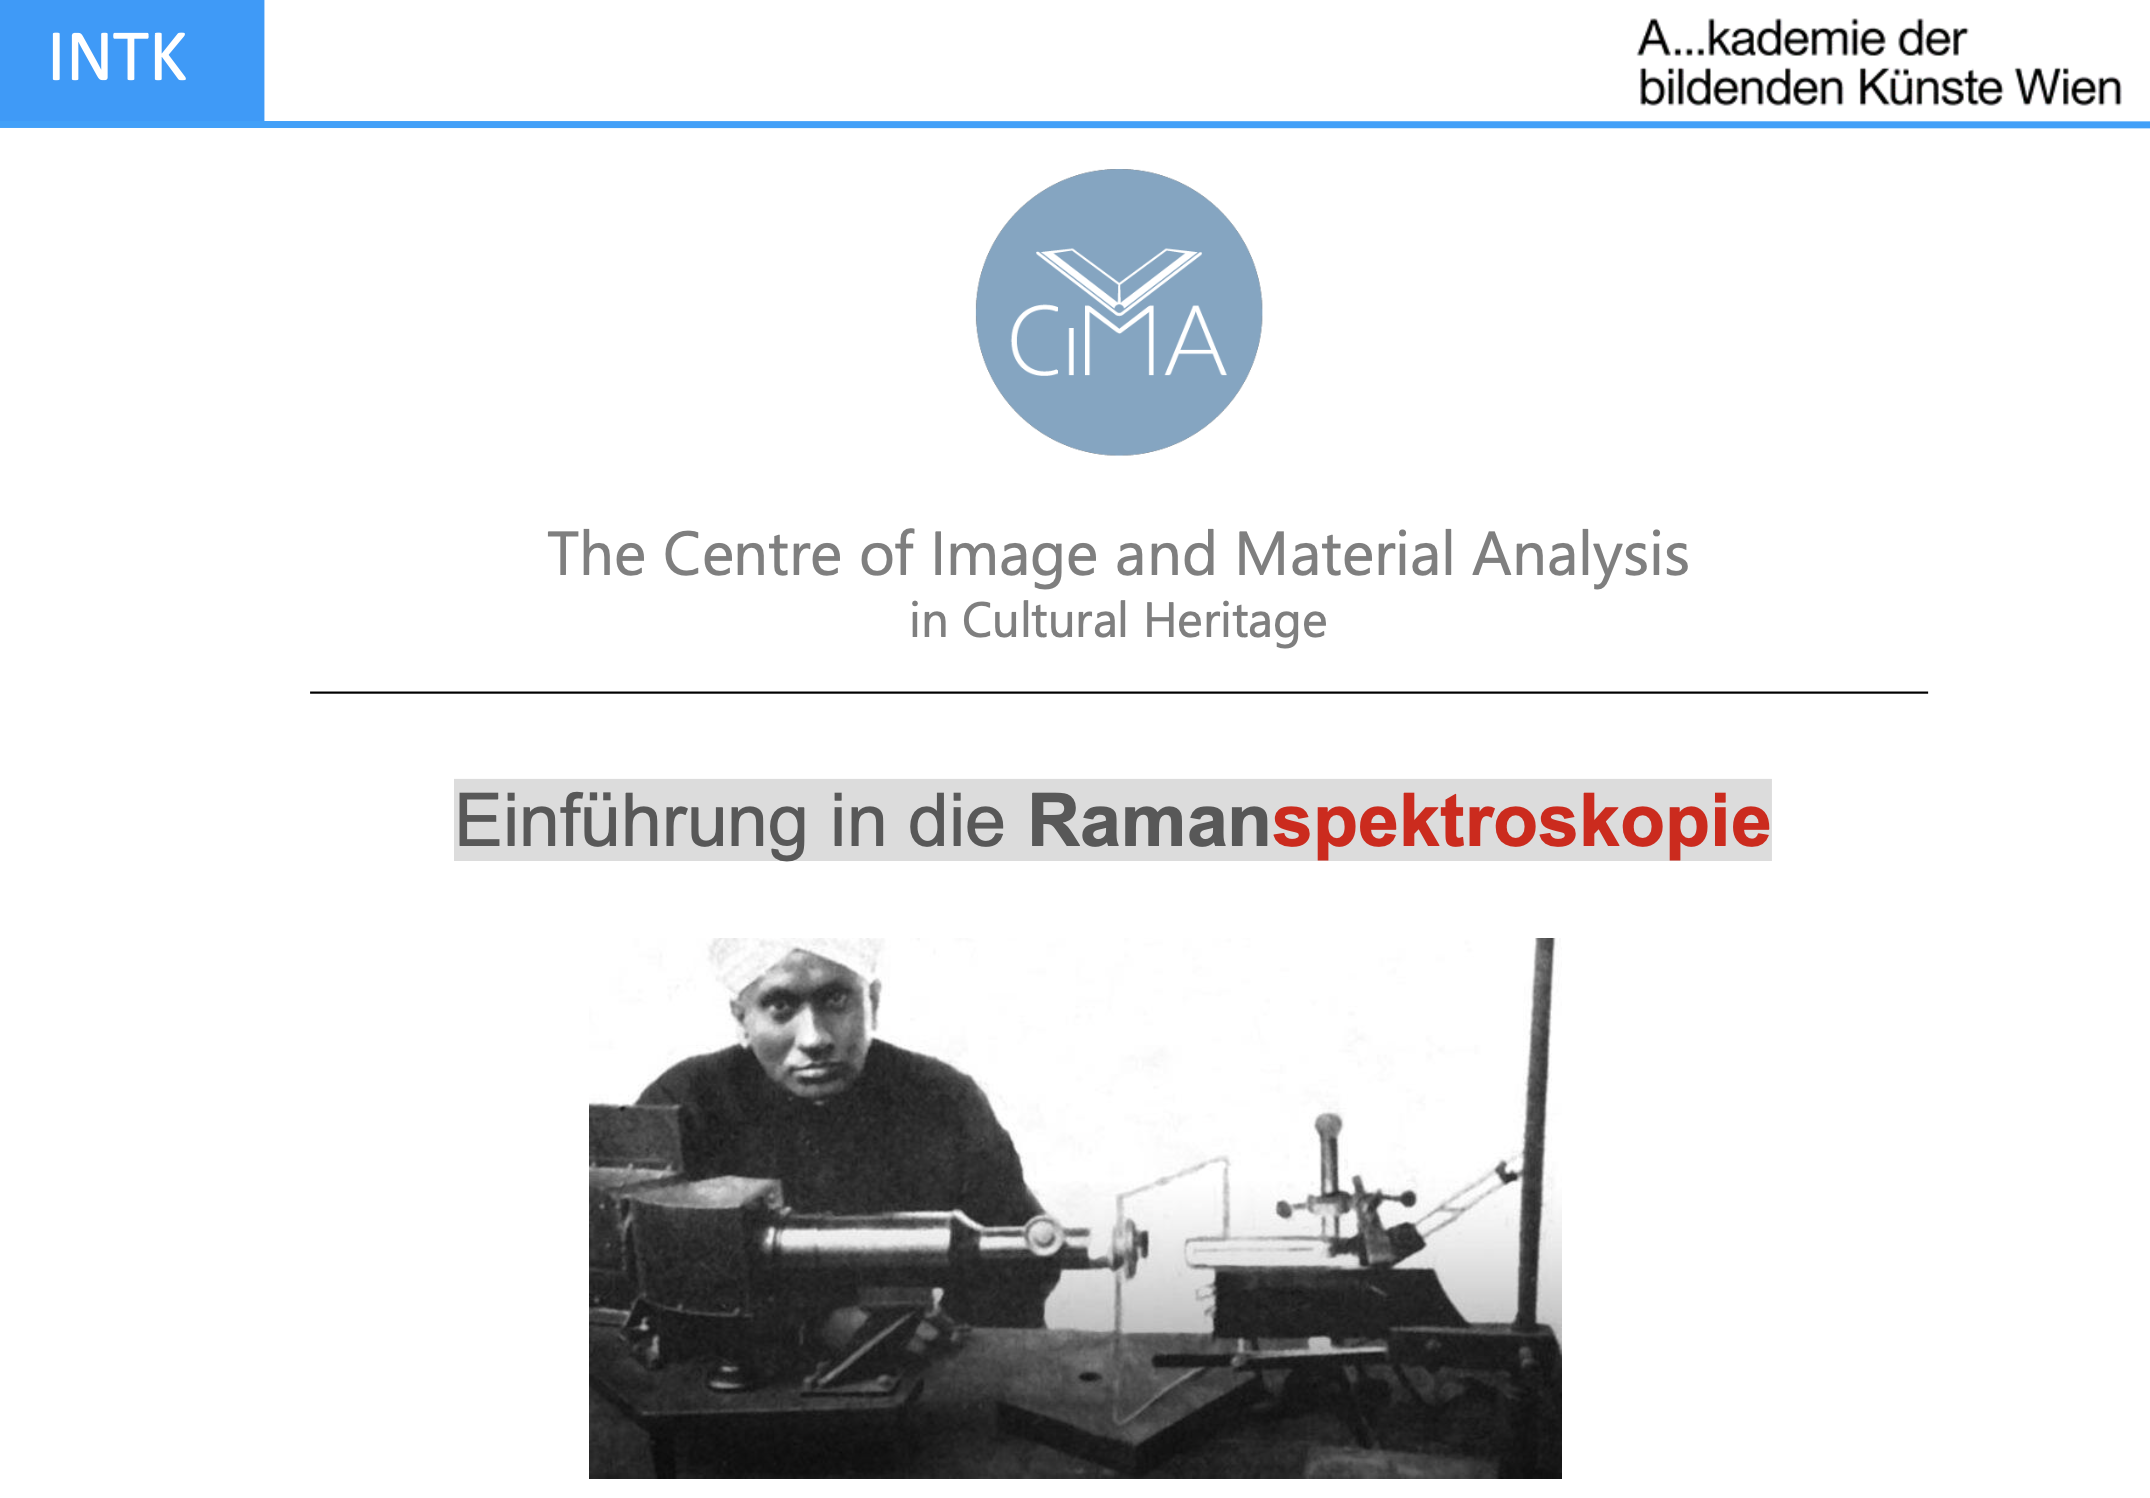 INTK
A...kademie der
bildenden Künste Wien
CiMA
The Centre of Image and Material Analysis
in Cultural Heritage
Einführung in die Ramanspektroskopie